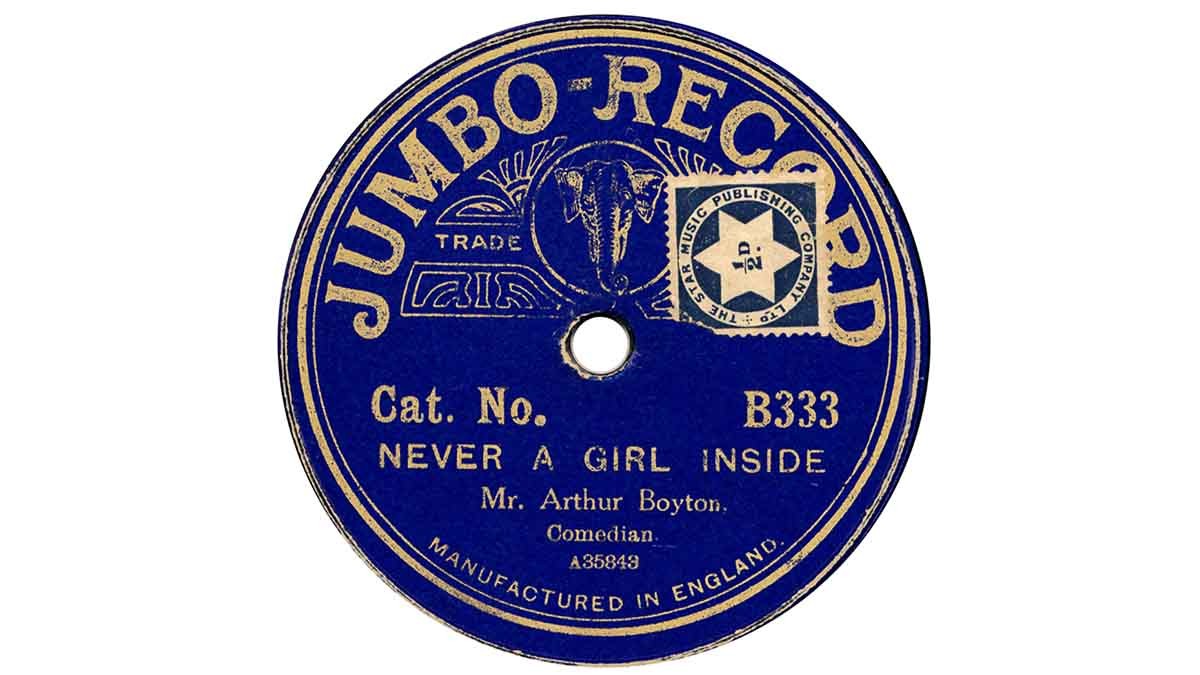 JUMBO-RECORD
TRADE
THE STAR MUSIC PUBLISHING COMPANY LTD
½D.
Cat. No. B333
NEVER A GIRL INSIDE
Mr. Arthur Boyton.
Comedian.
A35843
MANUFACTURED IN ENGLAND.